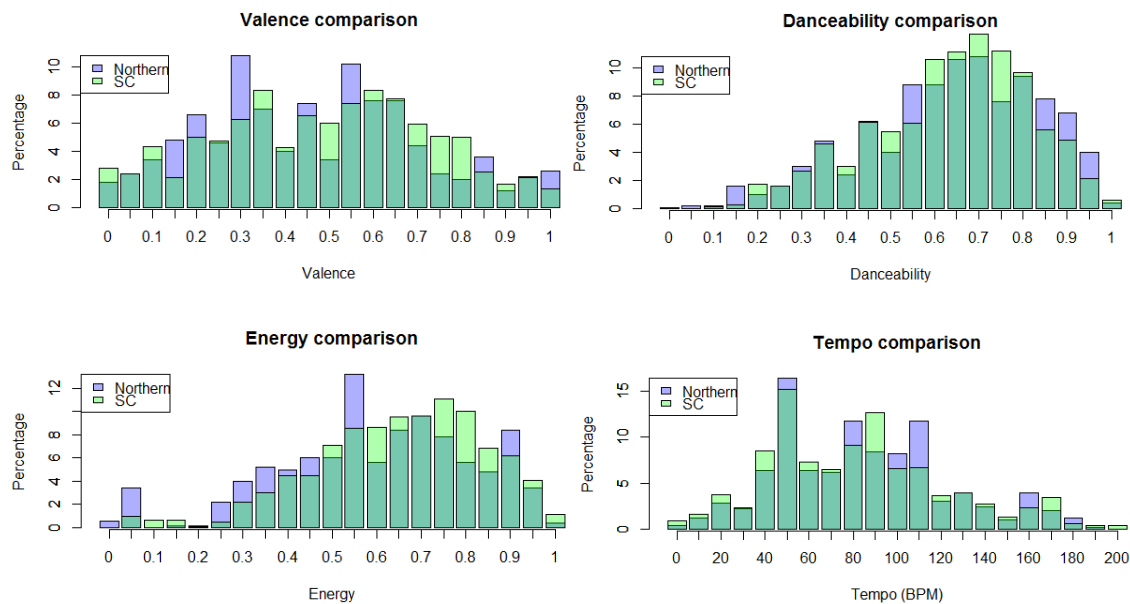 Valence comparison
Percentage
10
8
6
4
2
0
Northern
SC
0 0.1 0.2 0.3 0.4 0.5 0.6 0.7 0.8 0.9 1
Valence
Danceability comparison
Percentage
10
8
6
4
2
0
Northern
SC
0 0.1 0.2 0.3 0.4 0.5 0.6 0.7 0.8 0.9 1
Danceability
Energy comparison
Percentage
12
8
6
4
2
0
Northern
SC
0 0.1 0.2 0.3 0.4 0.5 0.6 0.7 0.8 0.9 1
Energy
Tempo comparison
Percentage
15
10
5
0
Northern
SC
0 20 40 60 80 100 120 140 160 180 200
Tempo (BPM)